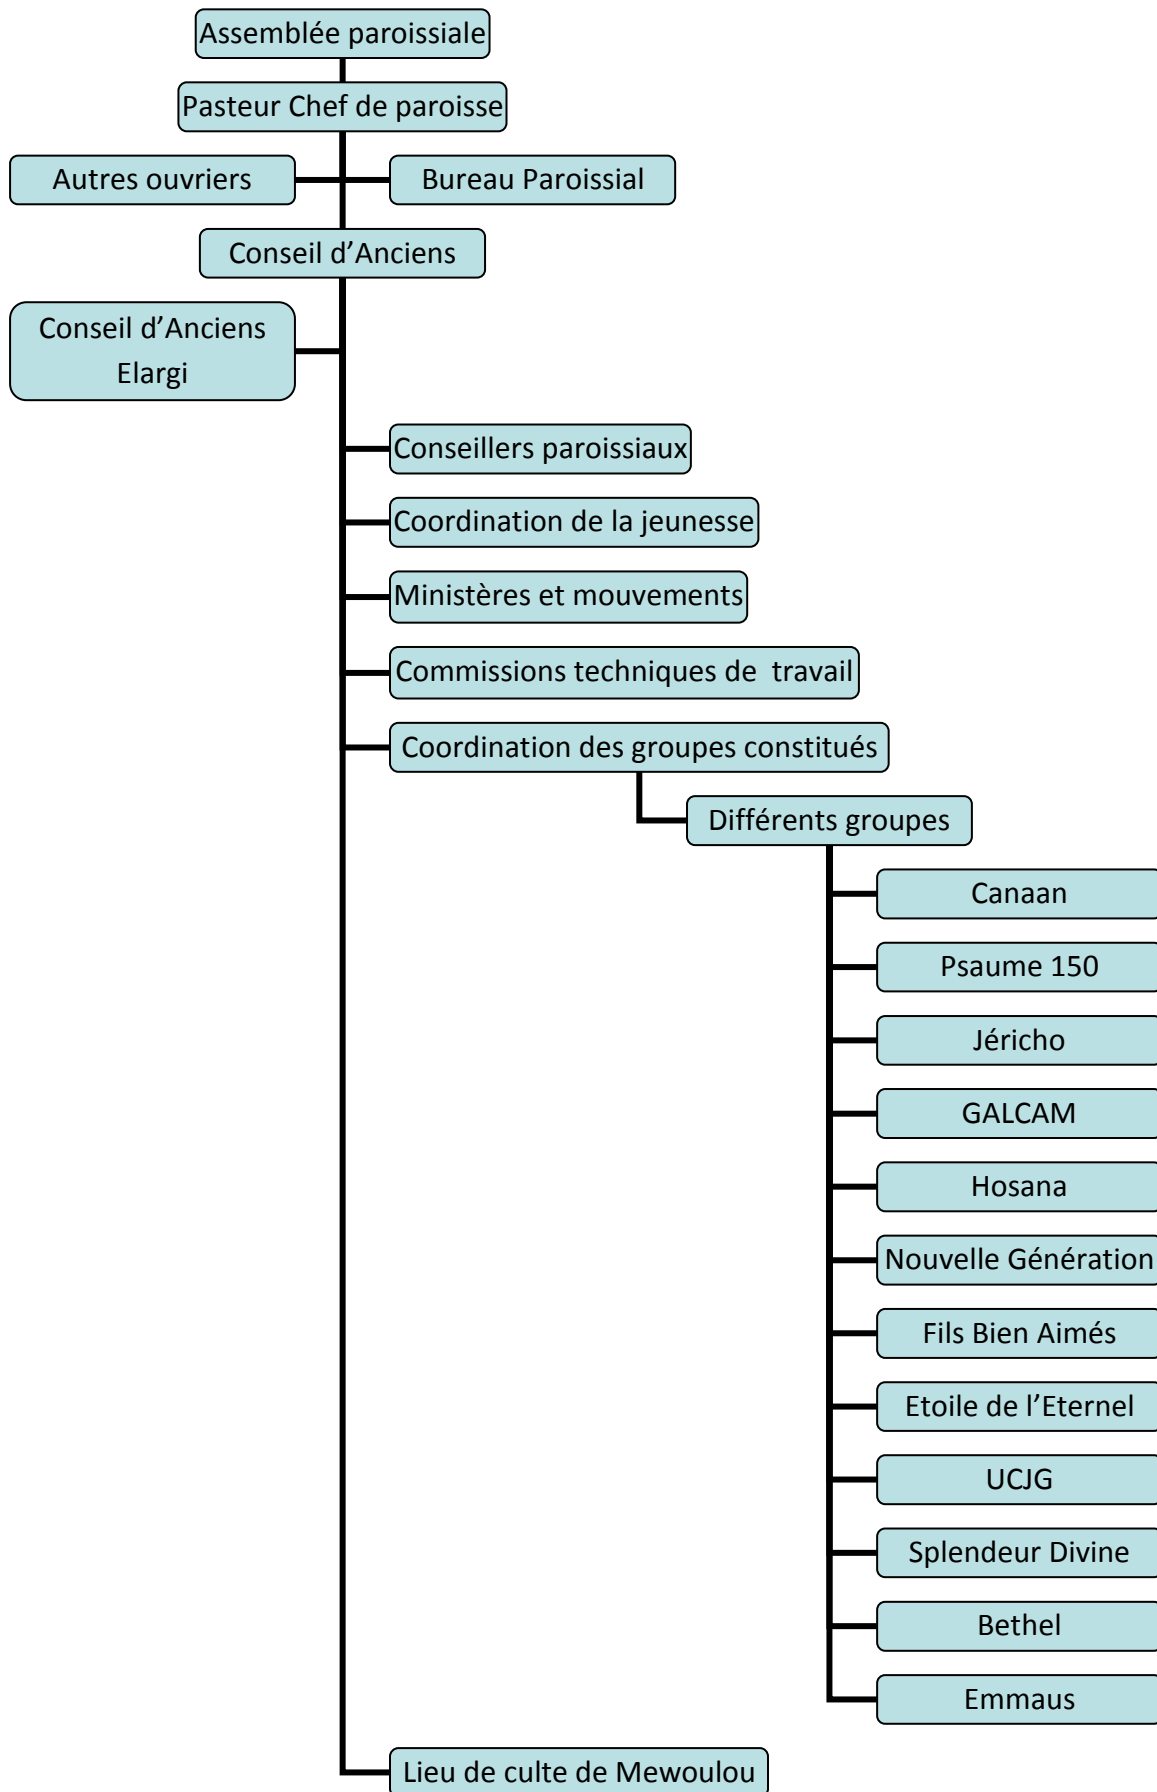 Assemblée paroissiale
Pasteur Chef de paroisse
Autres ouvriers
Bureau Paroissial
Conseil d’Anciens
Conseil d’Anciens
Elargi
Conseillers paroissiaux
Coordination de la jeunesse
Ministères et mouvements
Commissions techniques de  travail
Coordination des groupes constitués
Différents groupes
Canaan
Psaume 150
Jéricho
GALCAM
Hosana
Nouvelle Génération
Fils Bien Aimés
Etoile de l’Eternel
UCJG
Splendeur Divine
Bethel
Emmaus
Lieu de culte de Mewoulou